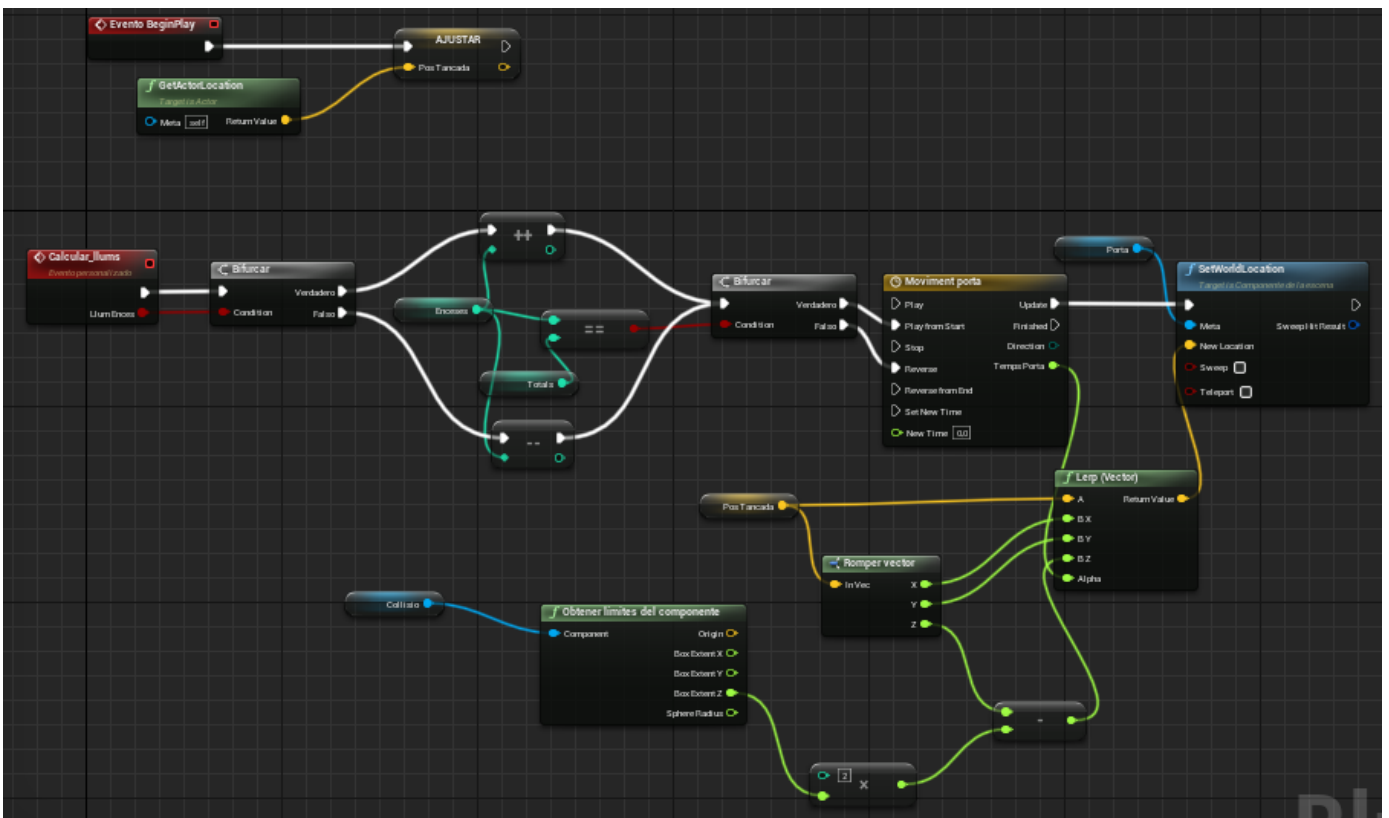 Evento BeginPlay
AJUSTAR
Pos Tancada
GetActorLocation
Target is Actor
Meta self Return Value
Calcular_llums
Evento personalizado
Llum Ences
Bifurcar
Verdadero
Condition Falso
++
Enceses
==
Totals
--
Bifurcar
Verdadero
Condition Falso
Moviment porta
Play Update
Play from Start Finished
Stop Direction
Reverse Temps Porta
Reverse from End
Set New Time
New Time 0,0
Porta
SetWorldLocation
Target is Componente de la escena
Meta Sweep Hit Result
New Location
Sweep
Teleport
Lerp (Vector)
A Return Value
B X
B Y
B Z
Alpha
Pos Tancada
Romper vector
In Vec X
Y
Z
Collisio
Obtener límites del componente
Component Origin
Box Extent X
Box Extent Y
Box Extent Z
Sphere Radius
-
2 x